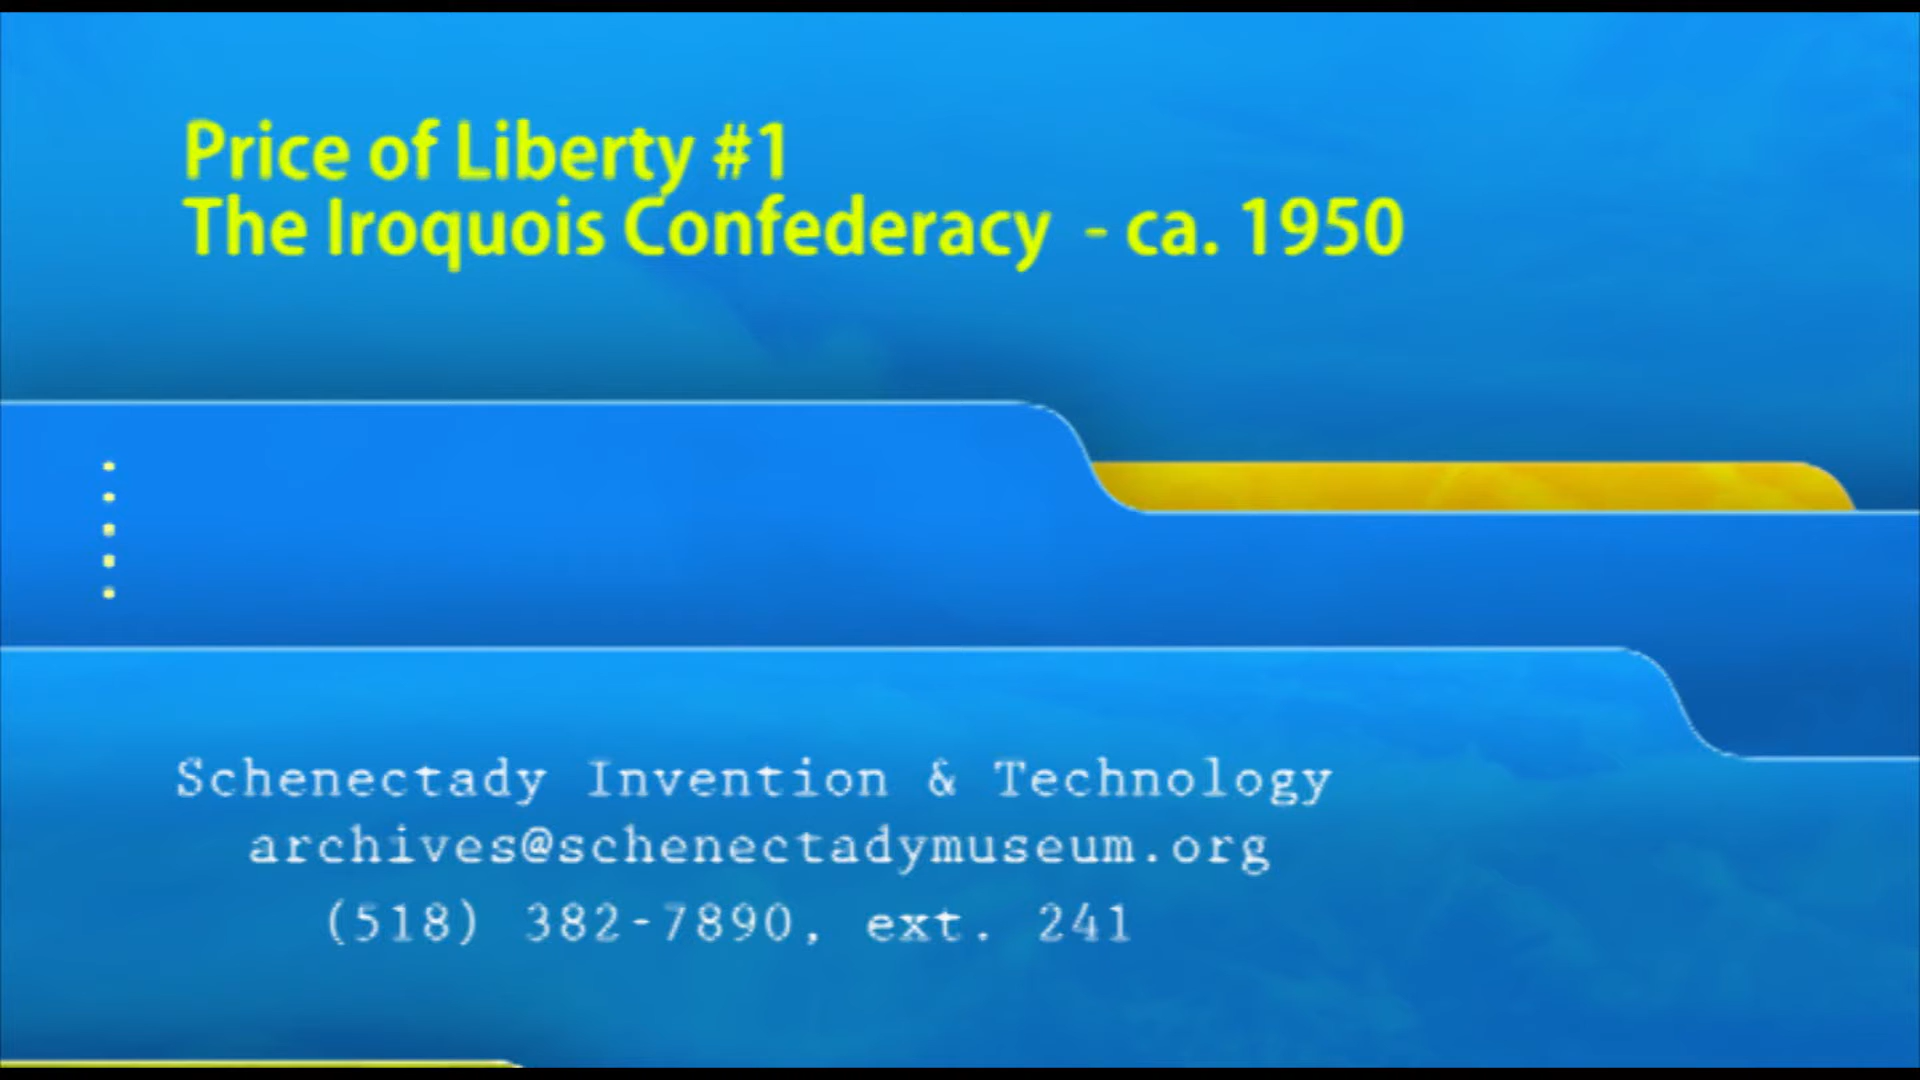 Price of Liberty #1
The Iroquois Confederacy - ca. 1950
Schenectady Invention & Technology
archives@schenectadymuseum.org
(518) 382-7890, ext. 241